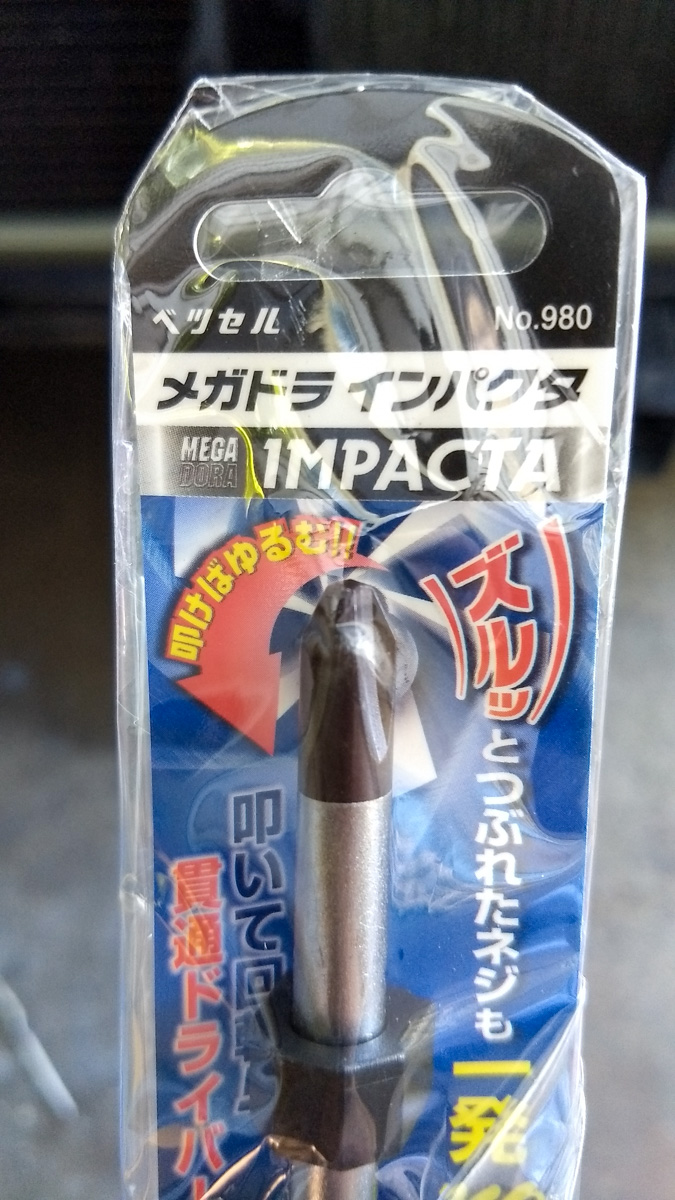 ベッセル
No.980
メガドラ インパクタ
MEGA
DORA
IMPACTA
叩けばゆるむ!!
ズルッ
とつぶれたネジも
一発
叩いて回
貫通ドライバー